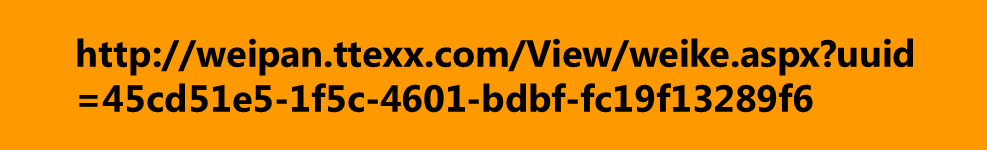 http://weipan.ttexx.com/View/weike.aspx?uuid
=45cd51e5-1f5c-4601-bdbf-fc19f13289f6